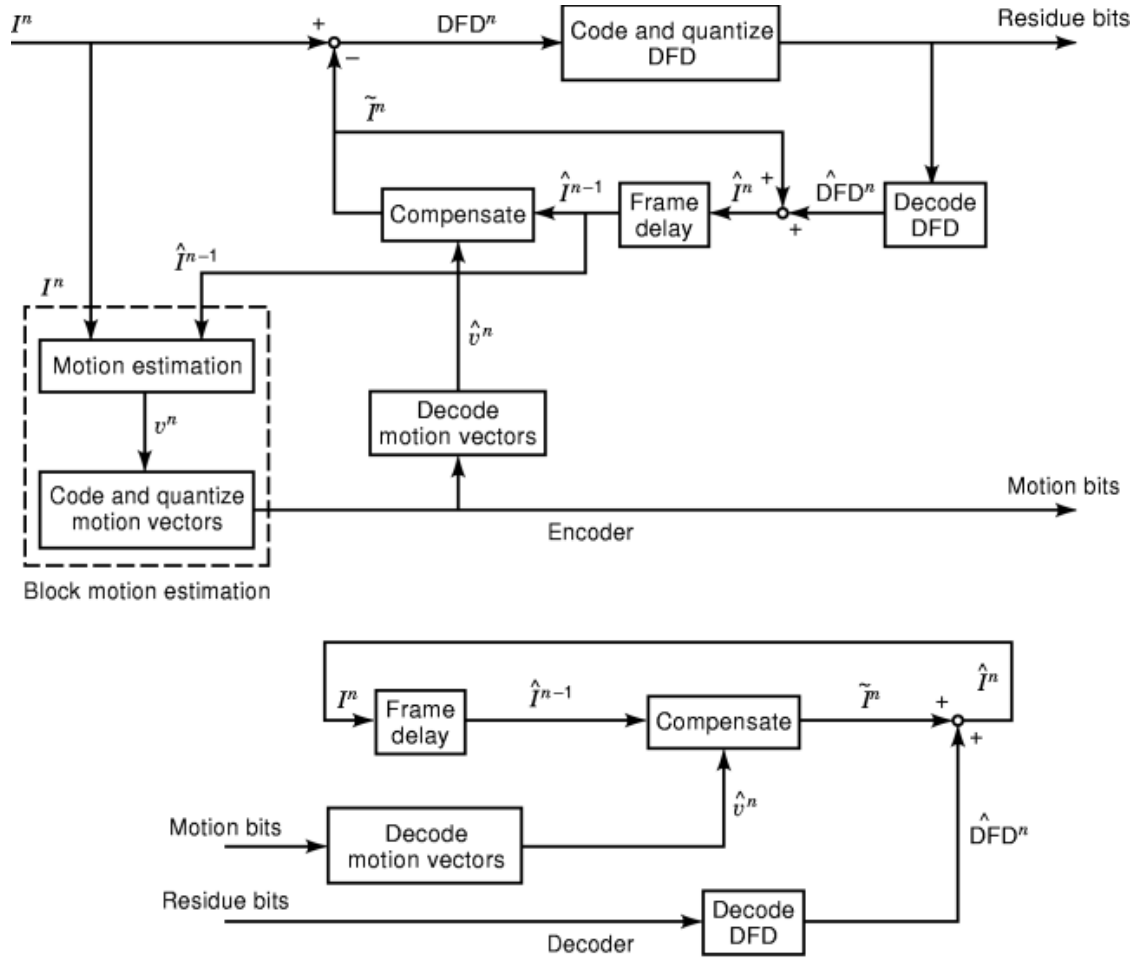 Iⁿ
+
−
DFDⁿ
Code and quantize
DFD
Residue bits
Ĩⁿ
Compensate
Îⁿ⁻¹
Frame
delay
Îⁿ
+
+
D̂FDⁿ
Decode
DFD
Îⁿ⁻¹
Iⁿ
Motion estimation
vⁿ
Code and quantize
motion vectors
Block motion estimation
v̂ⁿ
Decode
motion vectors
Encoder
Motion bits
Iⁿ
Frame
delay
Îⁿ⁻¹
Compensate
Ĩⁿ
+
+
Îⁿ
v̂ⁿ
D̂FDⁿ
Motion bits
Decode
motion vectors
Residue bits
Decoder
Decode
DFD